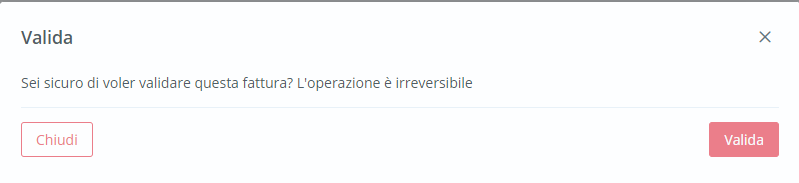 Valida
Sei sicuro di voler validare questa fattura? L'operazione è irreversibile
Chiudi
Valida